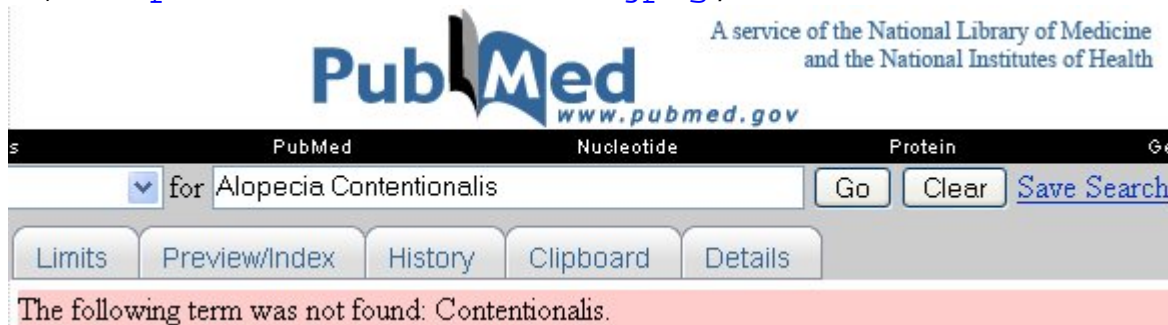 A service of the National Library of Medicine
and the National Institutes of Health
PubMed
www.pubmed.gov
s PubMed Nucleotide Protein Ge
for Alopecia Contentionalis Go Clear Save Search
Limits Preview/Index History Clipboard Details
The following term was not found: Contentionalis.